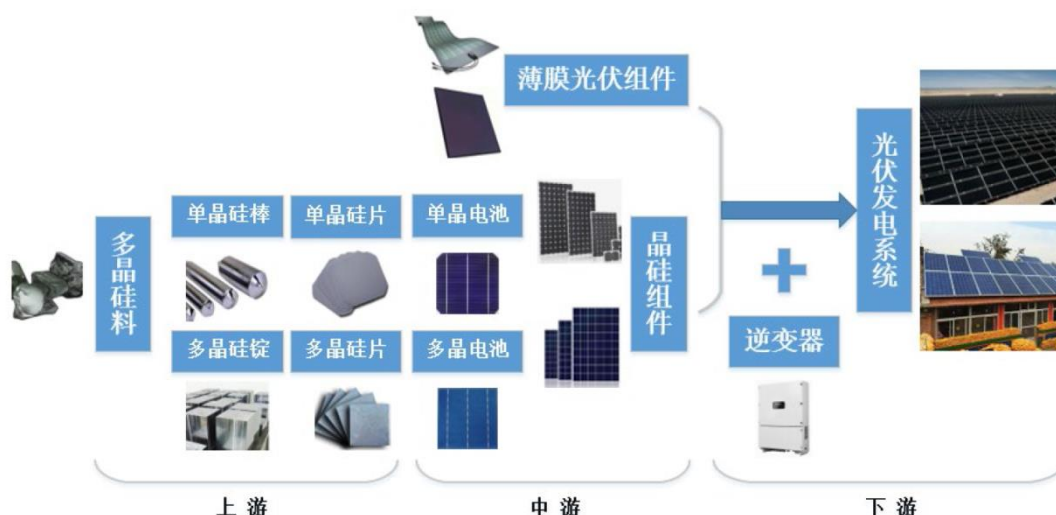 薄膜光伏组件
光伏发电系统
多晶硅料
单晶硅棒
单晶硅片
单晶电池
晶硅组件
多晶硅锭
多晶硅片
多晶电池
逆变器
上游
中游
下游